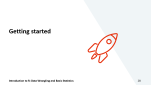 Getting started
Introduction to R: Data Wrangling and Basic Statistics